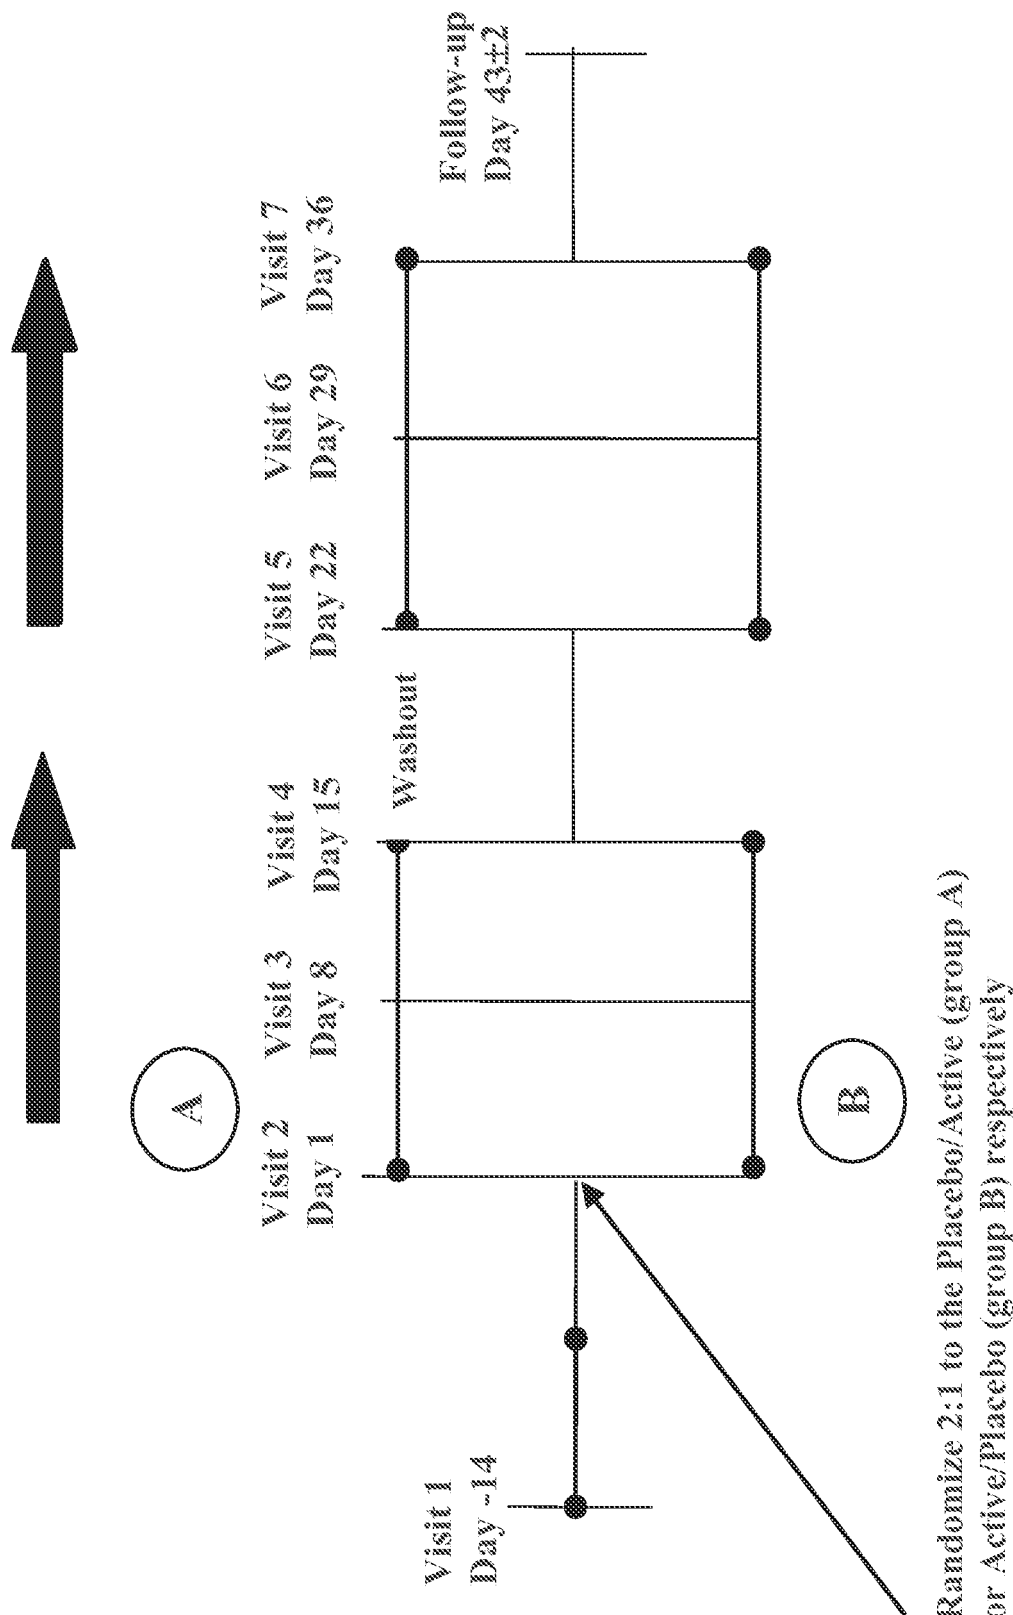 A
Visit 1
Day -14
Visit 2
Day 1
Visit 3
Day 8
Visit 4
Day 15
Washout
Visit 5
Day 22
Visit 6
Day 29
Visit 7
Day 36
Follow-up
Day 43±2
B
Randomize 2:1 to the Placebo/Active (group A)
or Active/Placebo (group B) respectively